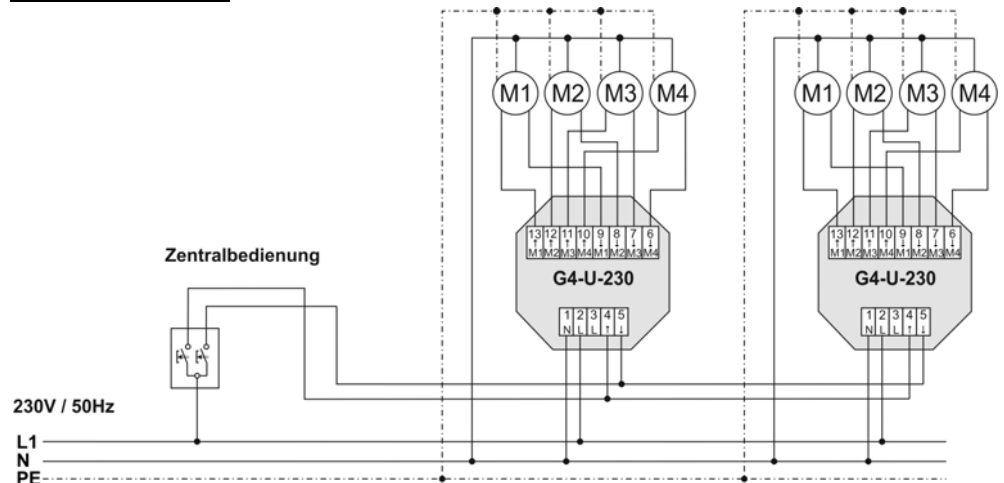 M1 M2 M3 M4 M1 M2 M3 M4
13 12 11 10 9 8 7 6 13 12 11 10 9 8 7 6
↑ ↑ ↑ ↑ ↓ ↓ ↓ ↓ ↑ ↑ ↑ ↑ ↓ ↓ ↓ ↓
M1 M2 M3 M4 M1 M2 M3 M4 M1 M2 M3 M4 M1 M2 M3 M4
Zentralbedienung
G4-U-230 G4-U-230
1 2 3 4 5 1 2 3 4 5
N L L ↑ ↓ N L L ↑ ↓
230V / 50Hz
L1
N
PE